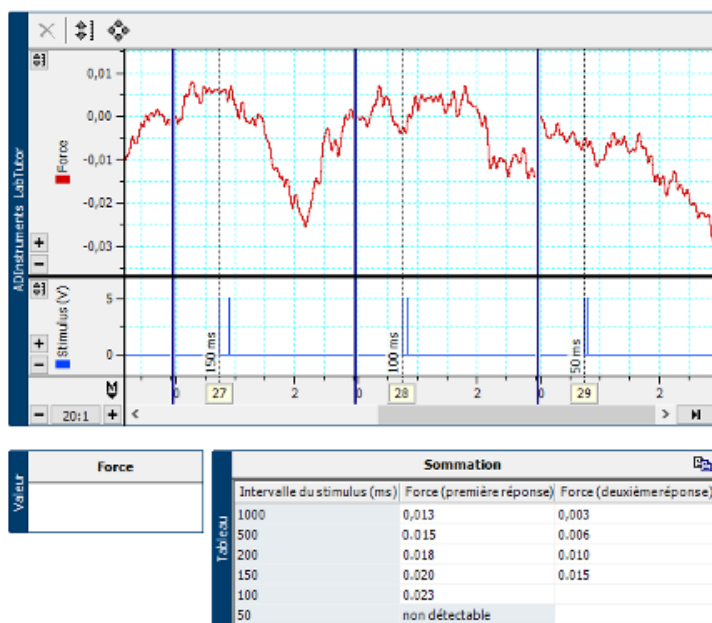 ADInstruments LabTutor
Force
0,01
0,00
-0,01
-0,02
-0,03
Stimulus (V)
5
0
150 ms
100 ms
50 ms
0 27 2 0 28 2 0 29 2
20:1
Valeur
Force
Tableau
Sommation
Intervalle du stimulus (ms) Force (première réponse) Force (deuxième réponse)
1000 0,013 0,003
500 0.015 0.006
200 0.018 0.010
150 0.020 0.015
100 0.023
50 non détectable